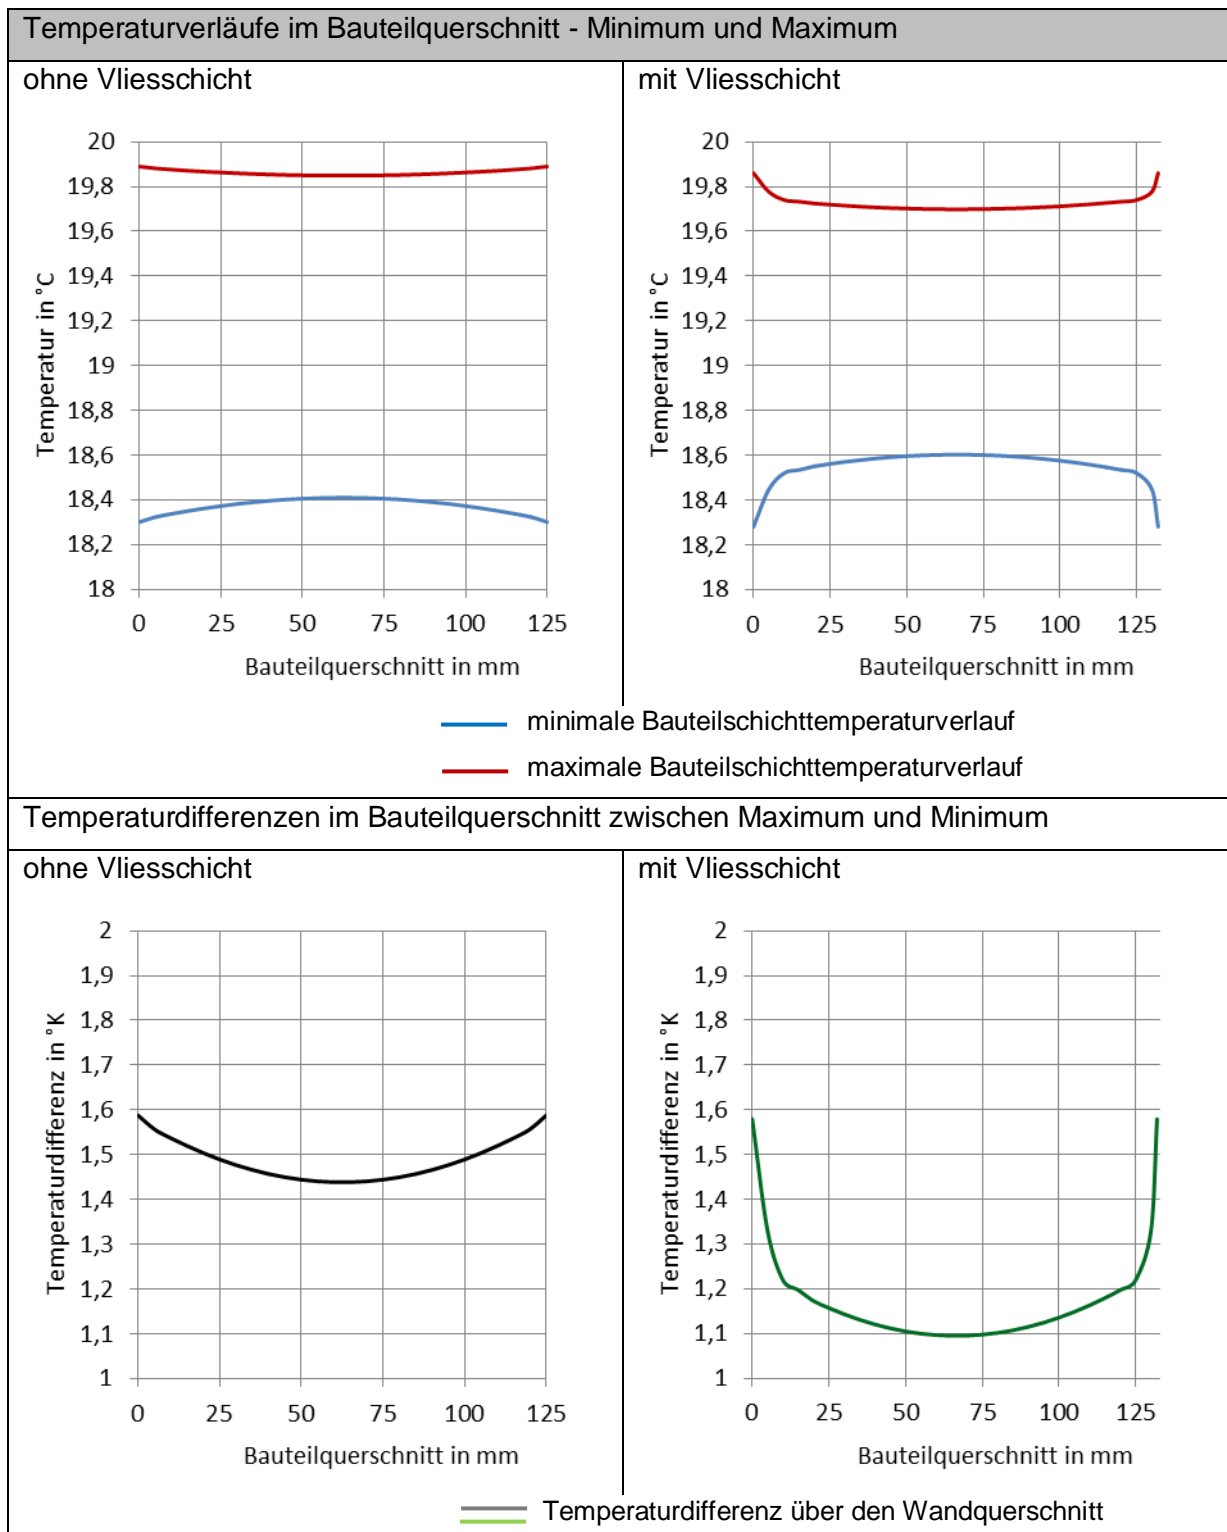 Temperaturverläufe im Bauteilquerschnitt - Minimum und Maximum
ohne Vliesschicht
20
19,8
19,6
19,4
19,2
19
18,8
18,6
18,4
18,2
18
Temperatur in °C
0 25 50 75 100 125
Bauteilquerschnitt in mm
mit Vliesschicht
20
19,8
19,6
19,4
19,2
19
18,8
18,6
18,4
18,2
18
Temperatur in °C
0 25 50 75 100 125
Bauteilquerschnitt in mm
minimale Bauteilschichttemperaturverlauf
maximale Bauteilschichttemperaturverlauf
Temperaturdifferenzen im Bauteilquerschnitt zwischen Maximum und Minimum
ohne Vliesschicht
2
1,9
1,8
1,7
1,6
1,5
1,4
1,3
1,2
1,1
1
Temperaturdifferenz in °K
0 25 50 75 100 125
Bauteilquerschnitt in mm
mit Vliesschicht
2
1,9
1,8
1,7
1,6
1,5
1,4
1,3
1,2
1,1
1
Temperaturdifferenz in °K
0 25 50 75 100 125
Bauteilquerschnitt in mm
Temperaturdifferenz über den Wandquerschnitt